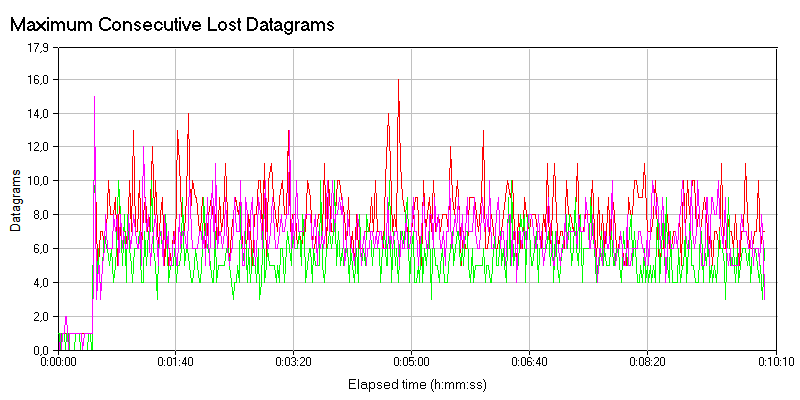 Maximum Consecutive Lost Datagrams
17,9
16,0
14,0
12,0
10,0
8,0
6,0
4,0
2,0
0,0
Datagrams
0:00:00 0:01:40 0:03:20 0:05:00 0:06:40 0:08:20 0:10:10
Elapsed time (h:mm:ss)